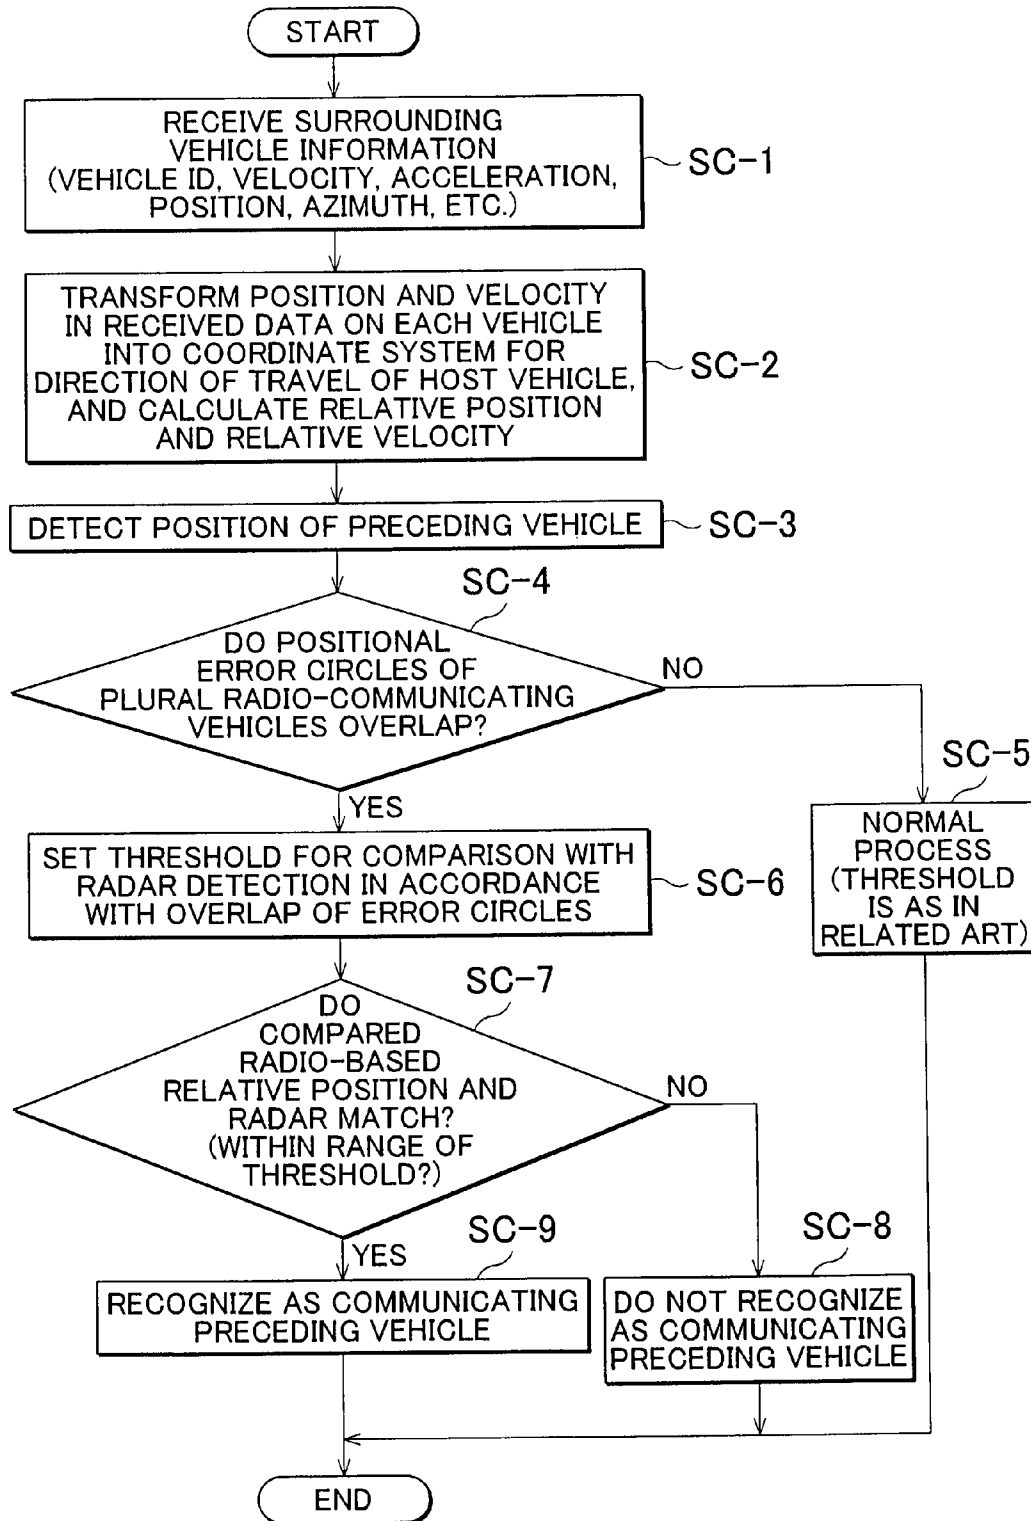 START
RECEIVE SURROUNDING
VEHICLE INFORMATION
(VEHICLE ID, VELOCITY, ACCELERATION,
POSITION, AZIMUTH, ETC.)
SC-1
TRANSFORM POSITION AND VELOCITY
IN RECEIVED DATA ON EACH VEHICLE
INTO COORDINATE SYSTEM FOR
DIRECTION OF TRAVEL OF HOST VEHICLE,
AND CALCULATE RELATIVE POSITION
AND RELATIVE VELOCITY
SC-2
DETECT POSITION OF PRECEDING VEHICLE
SC-3
SC-4
DO POSITIONAL
ERROR CIRCLES OF
PLURAL RADIO-COMMUNICATING
VEHICLES OVERLAP?
NO
YES
SC-5
NORMAL
PROCESS
(THRESHOLD
IS AS IN
RELATED ART)
SET THRESHOLD FOR COMPARISON WITH
RADAR DETECTION IN ACCORDANCE
WITH OVERLAP OF ERROR CIRCLES
SC-6
SC-7
DO
COMPARED
RADIO-BASED
RELATIVE POSITION AND
RADAR MATCH?
(WITHIN RANGE OF
THRESHOLD?)
NO
YES
SC-9
RECOGNIZE AS COMMUNICATING
PRECEDING VEHICLE
SC-8
DO NOT RECOGNIZE
AS COMMUNICATING
PRECEDING VEHICLE
END